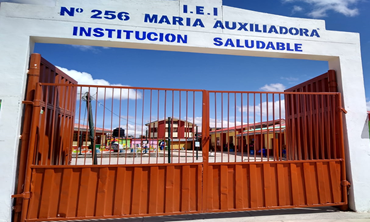 I.E.I
Nº 256 MARIA AUXILIADORA
INSTITUCION SALUDABLE